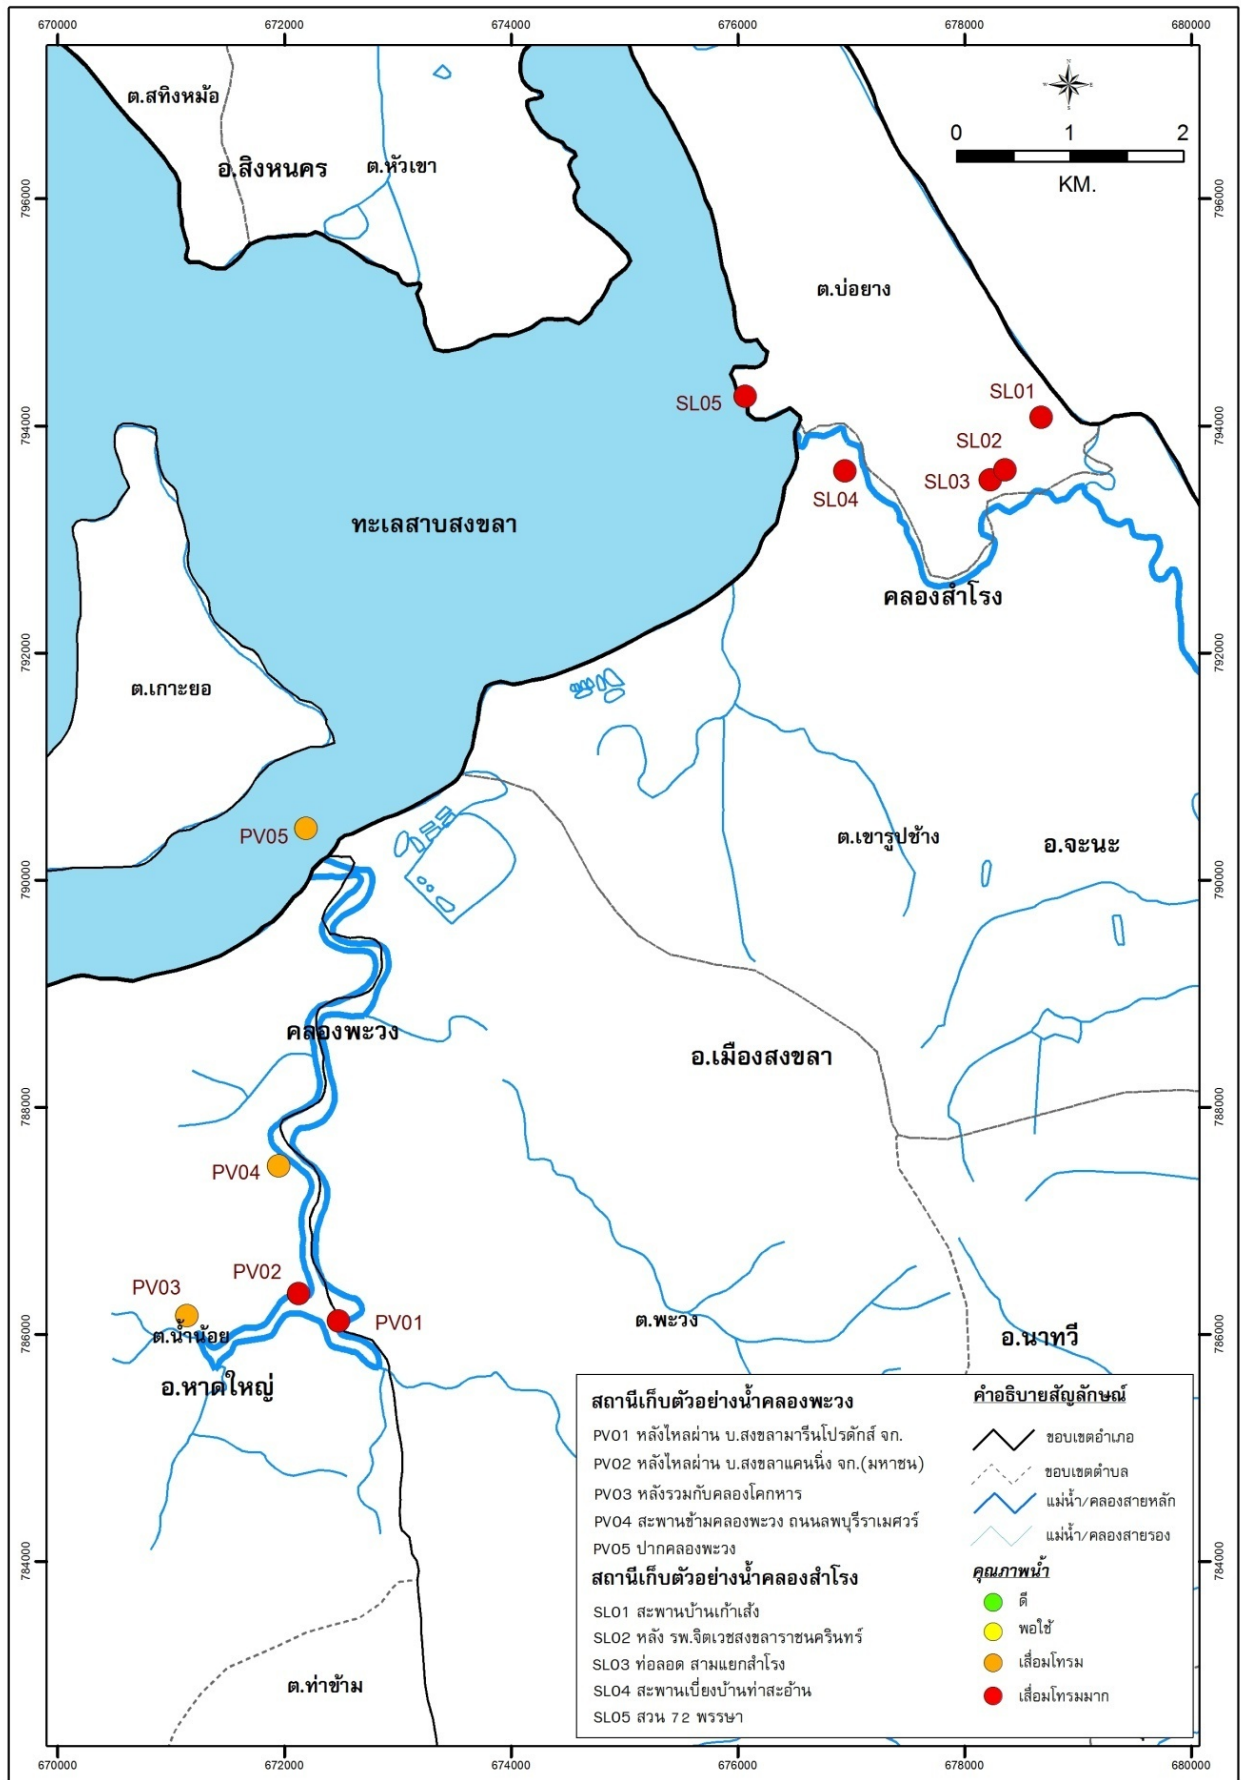 670000 672000 674000 676000 678000 680000
ต.สทิงหม้อ
อ.สิงหนคร
ต.หัวเขา
0 1 2
KM.
796000 796000
ต.บ่อยาง
SL05
SL01
794000 794000
SL02
SL03
SL04
ทะเลสาบสงขลา
คลองสำโรง
792000 792000
ต.เกาะยอ
PV05
ต.เขารูปช้าง
อ.จะนะ
790000 790000
คลองพะวง
อ.เมืองสงขลา
788000 788000
PV04
PV02
PV03
PV01
ต.น้ำน้อย
ต.พะวง
786000 786000
อ.นาทวี
อ.หาดใหญ่
สถานีเก็บตัวอย่างน้ำคลองพะวง
PV01 หลังไหลผ่าน บ.สงขลามารีนโปรดักส์ จก.
PV02 หลังไหลผ่าน บ.สงขลาแคนนิ่ง จก.(มหาชน)
PV03 หลังรวมกับคลองโคกหาร
PV04 สะพานข้ามคลองพะวง ถนนลพบุรีราเมศวร์
PV05 ปากคลองพะวง
สถานีเก็บตัวอย่างน้ำคลองสำโรง
SL01 สะพานบ้านเก้าเส้ง
SL02 หลัง รพ.จิตเวชสงขลาราชนครินทร์
SL03 ท่อลอด สามแยกสำโรง
SL04 สะพานเบี่ยงบ้านท่าสะอ้าน
SL05 สวน 72 พรรษา
คำอธิบายสัญลักษณ์
ขอบเขตอำเภอ
ขอบเขตตำบล
แม่น้ำ/คลองสายหลัก
แม่น้ำ/คลองสายรอง
คุณภาพน้ำ
ดี
พอใช้
เสื่อมโทรม
เสื่อมโทรมมาก
784000 784000
ต.ท่าข้าม
670000 672000 674000 676000 678000 680000